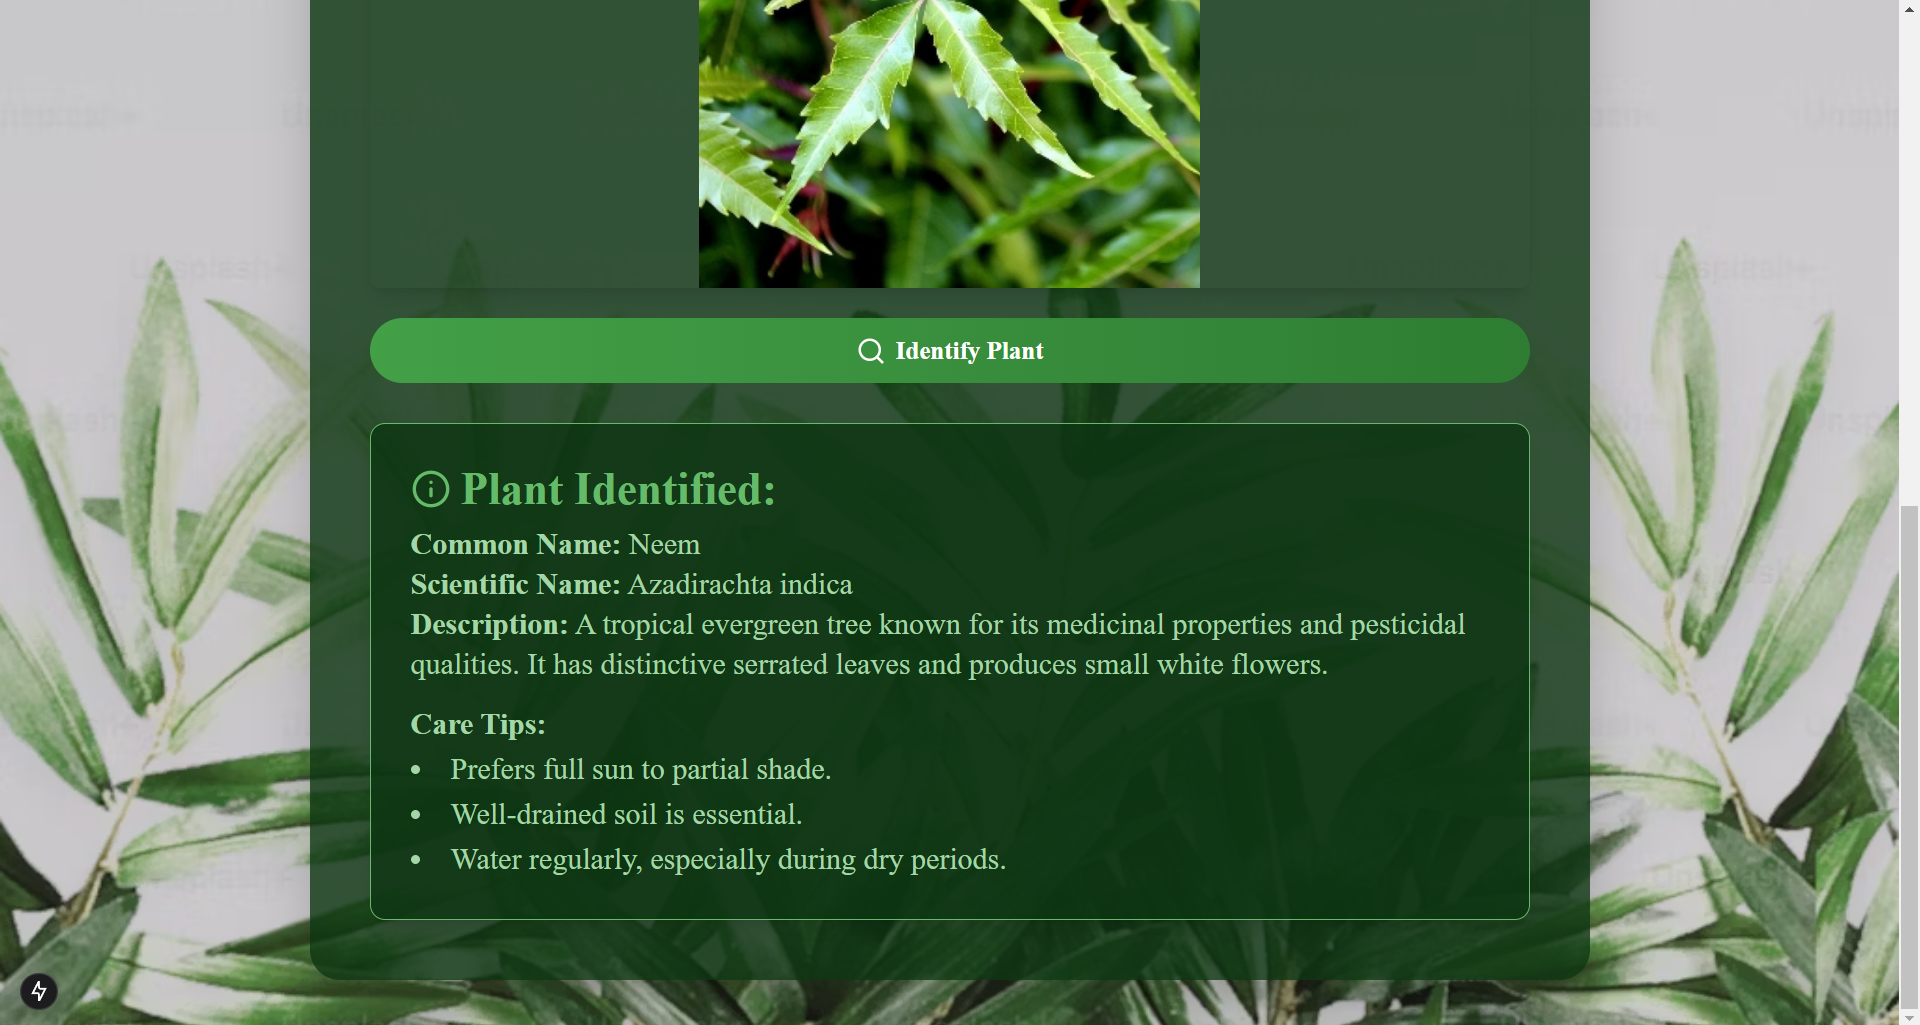 Identify Plant
Plant Identified:
Common Name: Neem
Scientific Name: Azadirachta indica
Description: A tropical evergreen tree known for its medicinal properties and pesticidal
qualities. It has distinctive serrated leaves and produces small white flowers.
Care Tips:
• Prefers full sun to partial shade.
• Well-drained soil is essential.
• Water regularly, especially during dry periods.